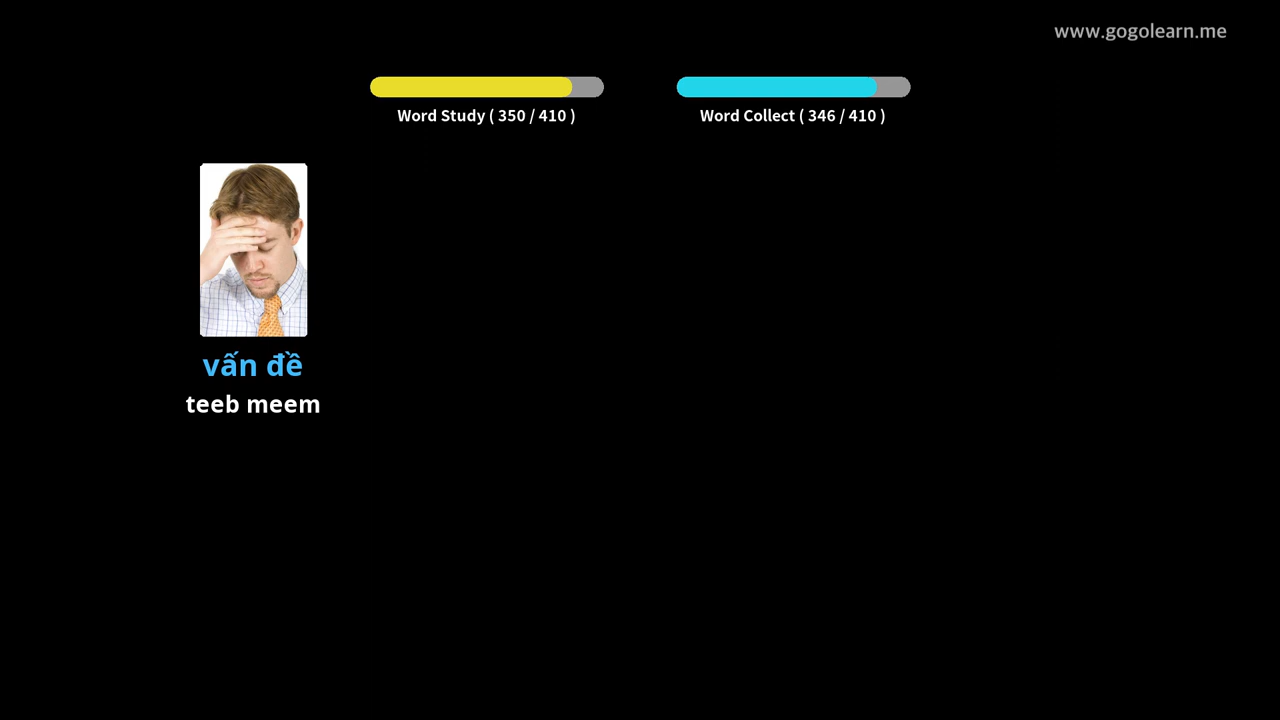 www.gogolearn.me
Word Study ( 350 / 410 )
Word Collect ( 346 / 410 )
vấn đề
teeb meem